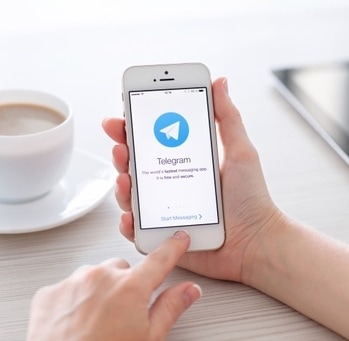 Telegram
The world's fastest messaging app.
It is free and secure.
Start Messaging